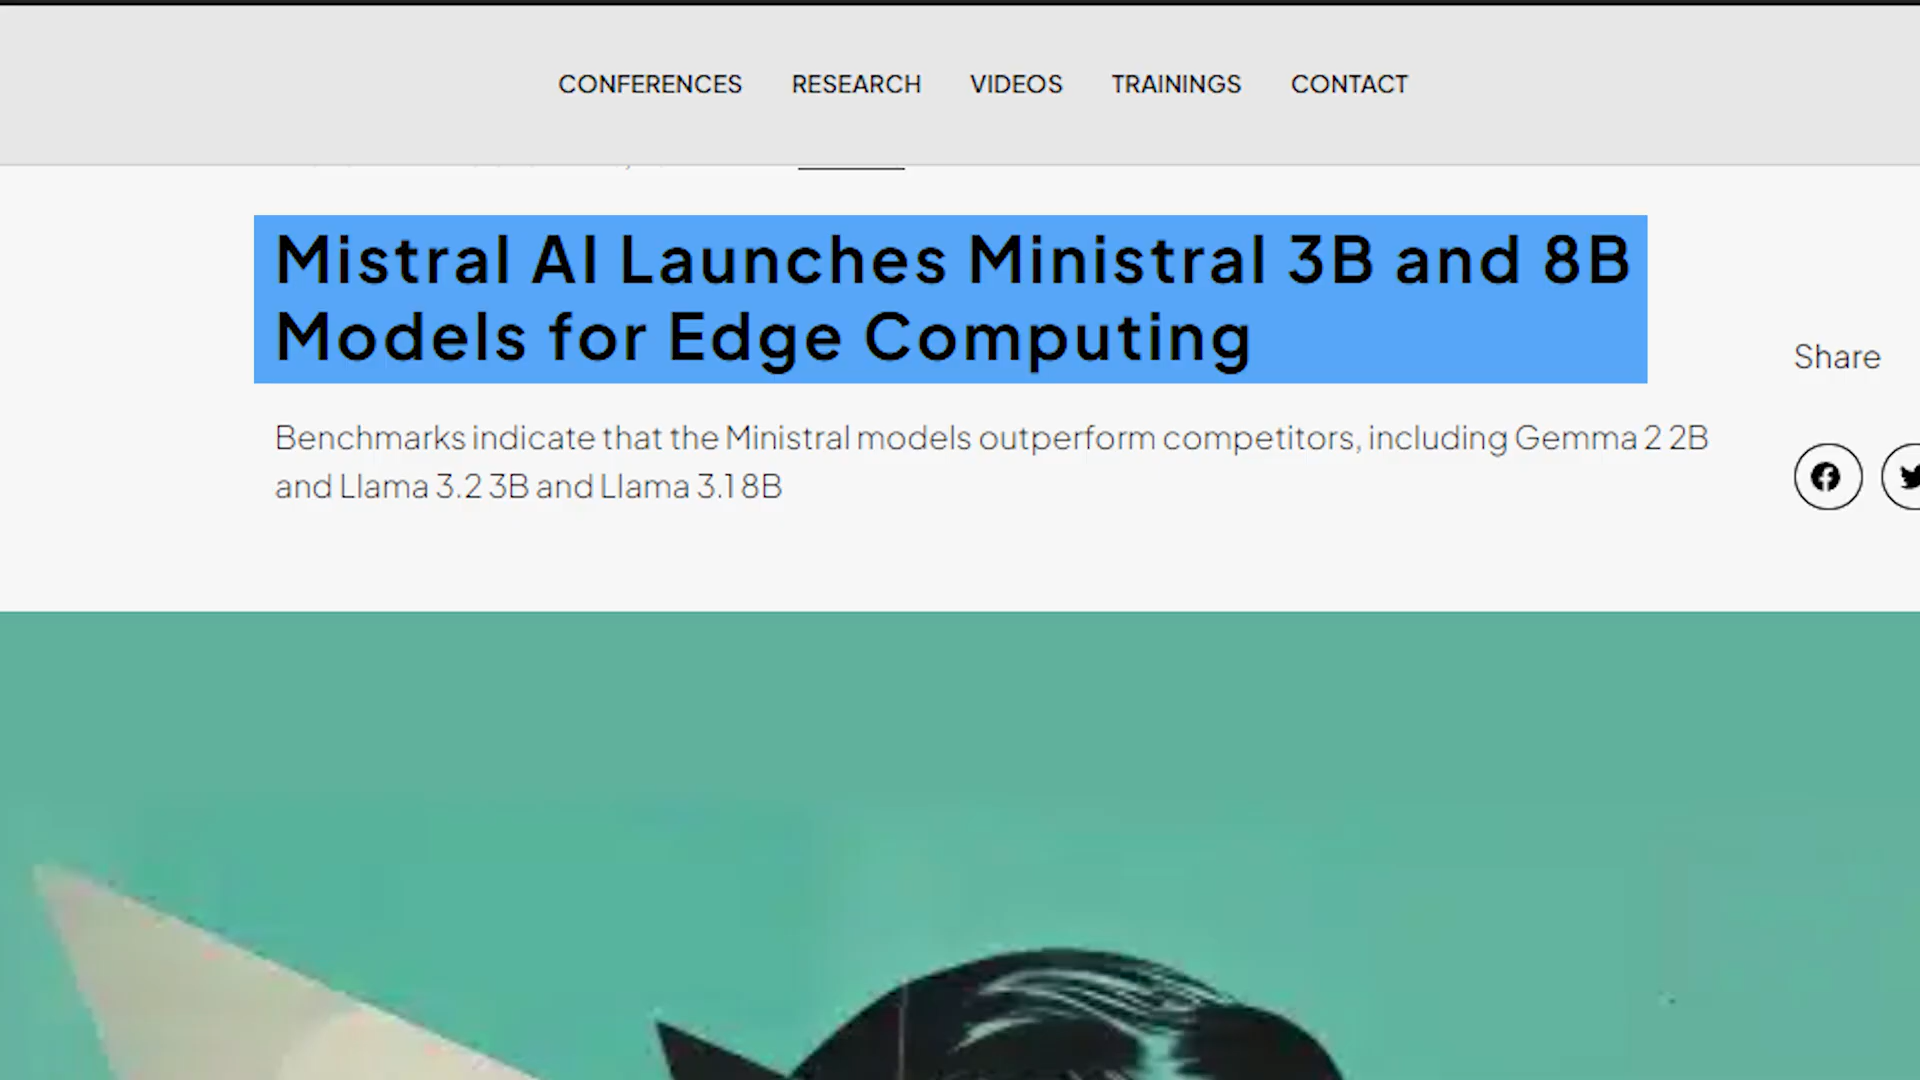 CONFERENCES RESEARCH VIDEOS TRAININGS CONTACT
Mistral AI Launches Ministral 3B and 8B
Models for Edge Computing
Share
Benchmarks indicate that the Ministral models outperform competitors, including Gemma 2 2B
and Llama 3.2 3B and Llama 3.1 8B